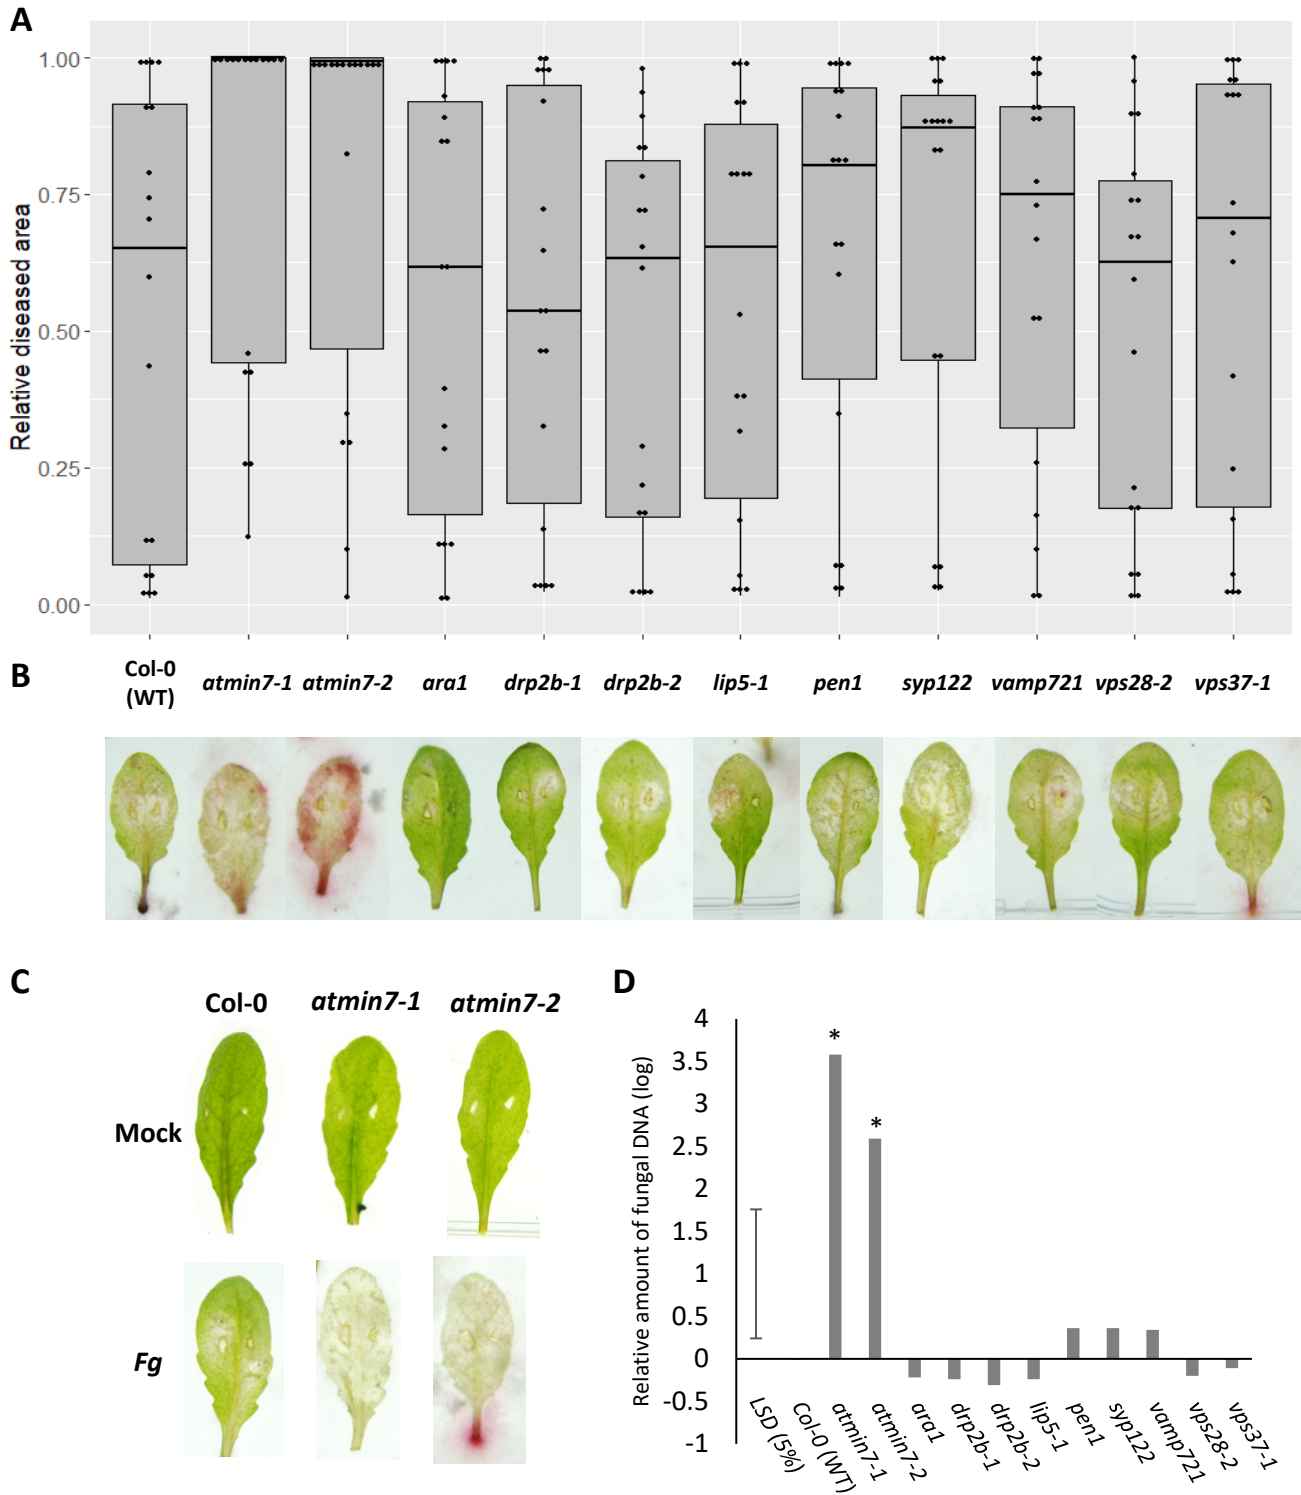 A
Relative diseased area
1.00
0.75
0.50
0.25
0.00
B
Col-0 (WT)
atmin7-1
atmin7-2
ara1
drp2b-1
drp2b-2
lip5-1
pen1
syp122
vamp721
vps28-2
vps37-1
C
Col-0
atmin7-1
atmin7-2
Mock
Fg
D
Relative amount of fungal DNA (log)
4
3.5
3
2.5
2
1.5
1
0.5
0
-0.5
-1
*
*
LSD (5%)
Col-0 (WT)
atmin7-1
atmin7-2
ara1
drp2b-1
drp2b-2
lip5-1
pen1
syp122
vamp721
vps28-2
vps37-1